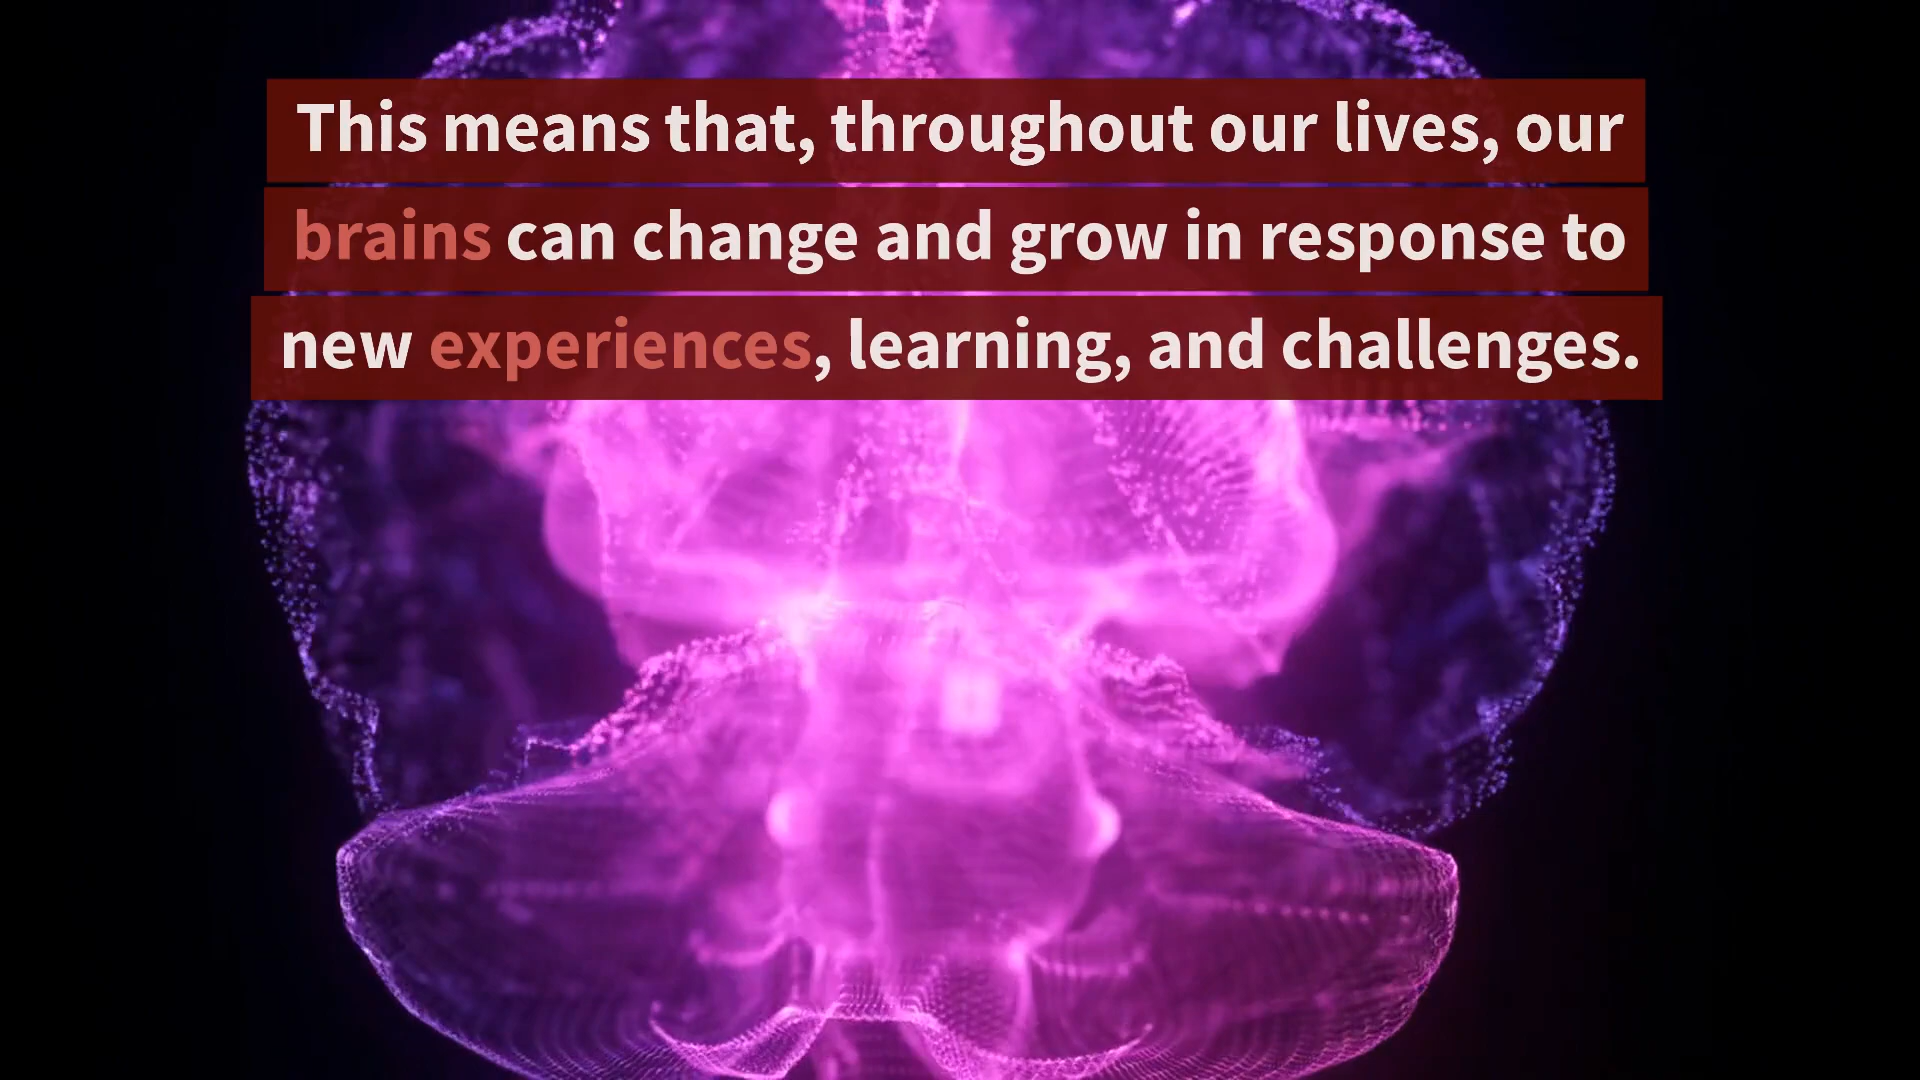 This means that, throughout our lives, our
brains can change and grow in response to
new experiences, learning, and challenges.